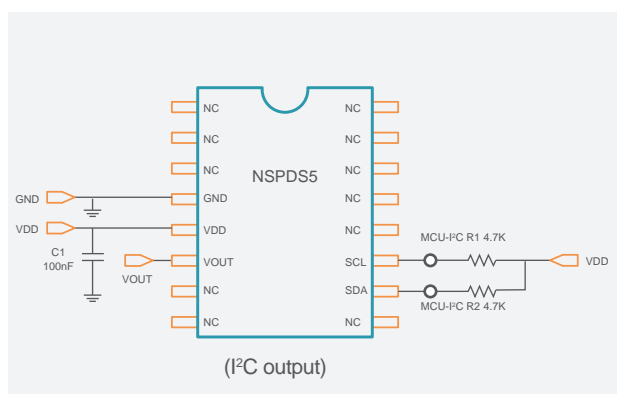 NC NC
NC NC
NC NSPDS5 NC
GND GND NC
VDD VDD NC
C1
100nF
VOUT VOUT SCL MCU-I²C R1 4.7K VDD
NC SDA MCU-I²C R2 4.7K
NC NC
(I²C output)